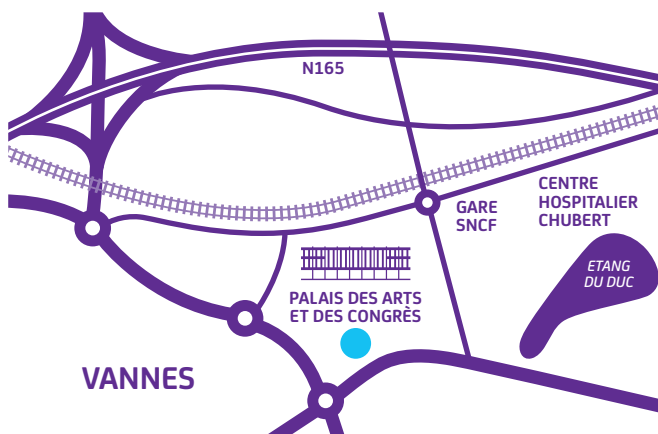 N165
CENTRE
HOSPITALIER
CHUBERT
GARE
SNCF
ETANG
DU DUC
PALAIS DES ARTS
ET DES CONGRÈS
VANNES